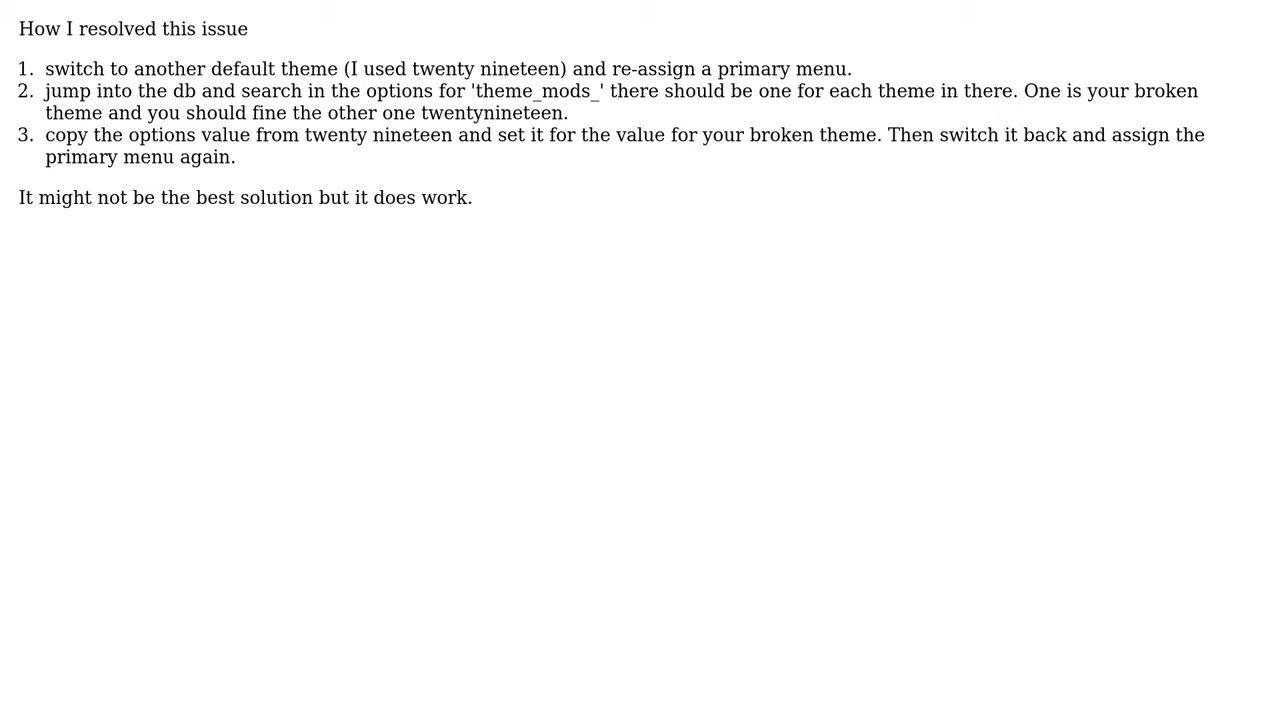 How I resolved this issue
1. switch to another default theme (I used twenty nineteen) and re-assign a primary menu.
2. jump into the db and search in the options for 'theme_mods_' there should be one for each theme in there. One is your broken
theme and you should fine the other one twentynineteen.
3. copy the options value from twenty nineteen and set it for the value for your broken theme. Then switch it back and assign the
primary menu again.
It might not be the best solution but it does work.